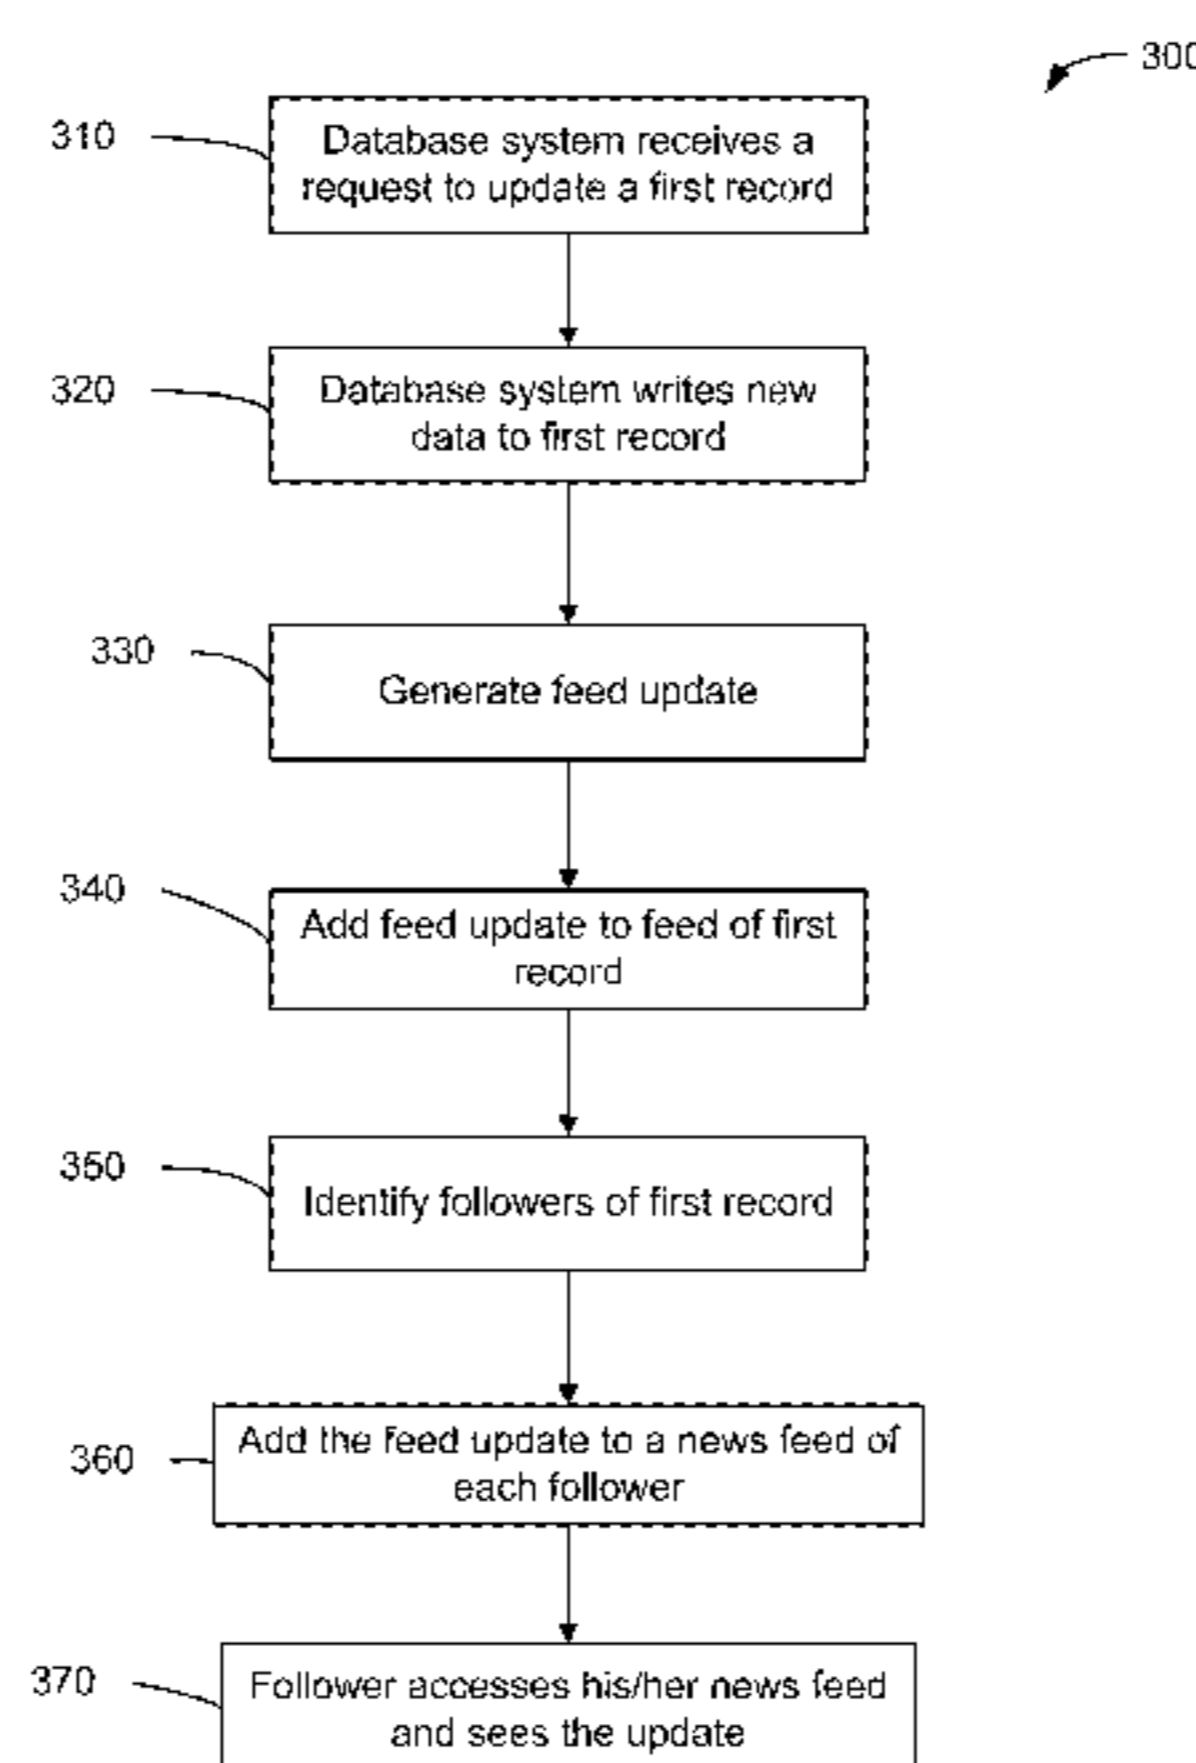 300
310
Database system receives a
request to update a first record
320
Database system writes new
data to first record
330
Generate feed update
340
Add feed update to feed of first
record
350
Identify followers of first record
360
Add the feed update to a news feed of
each follower
370
Follower accesses his/her news feed
and sees the update